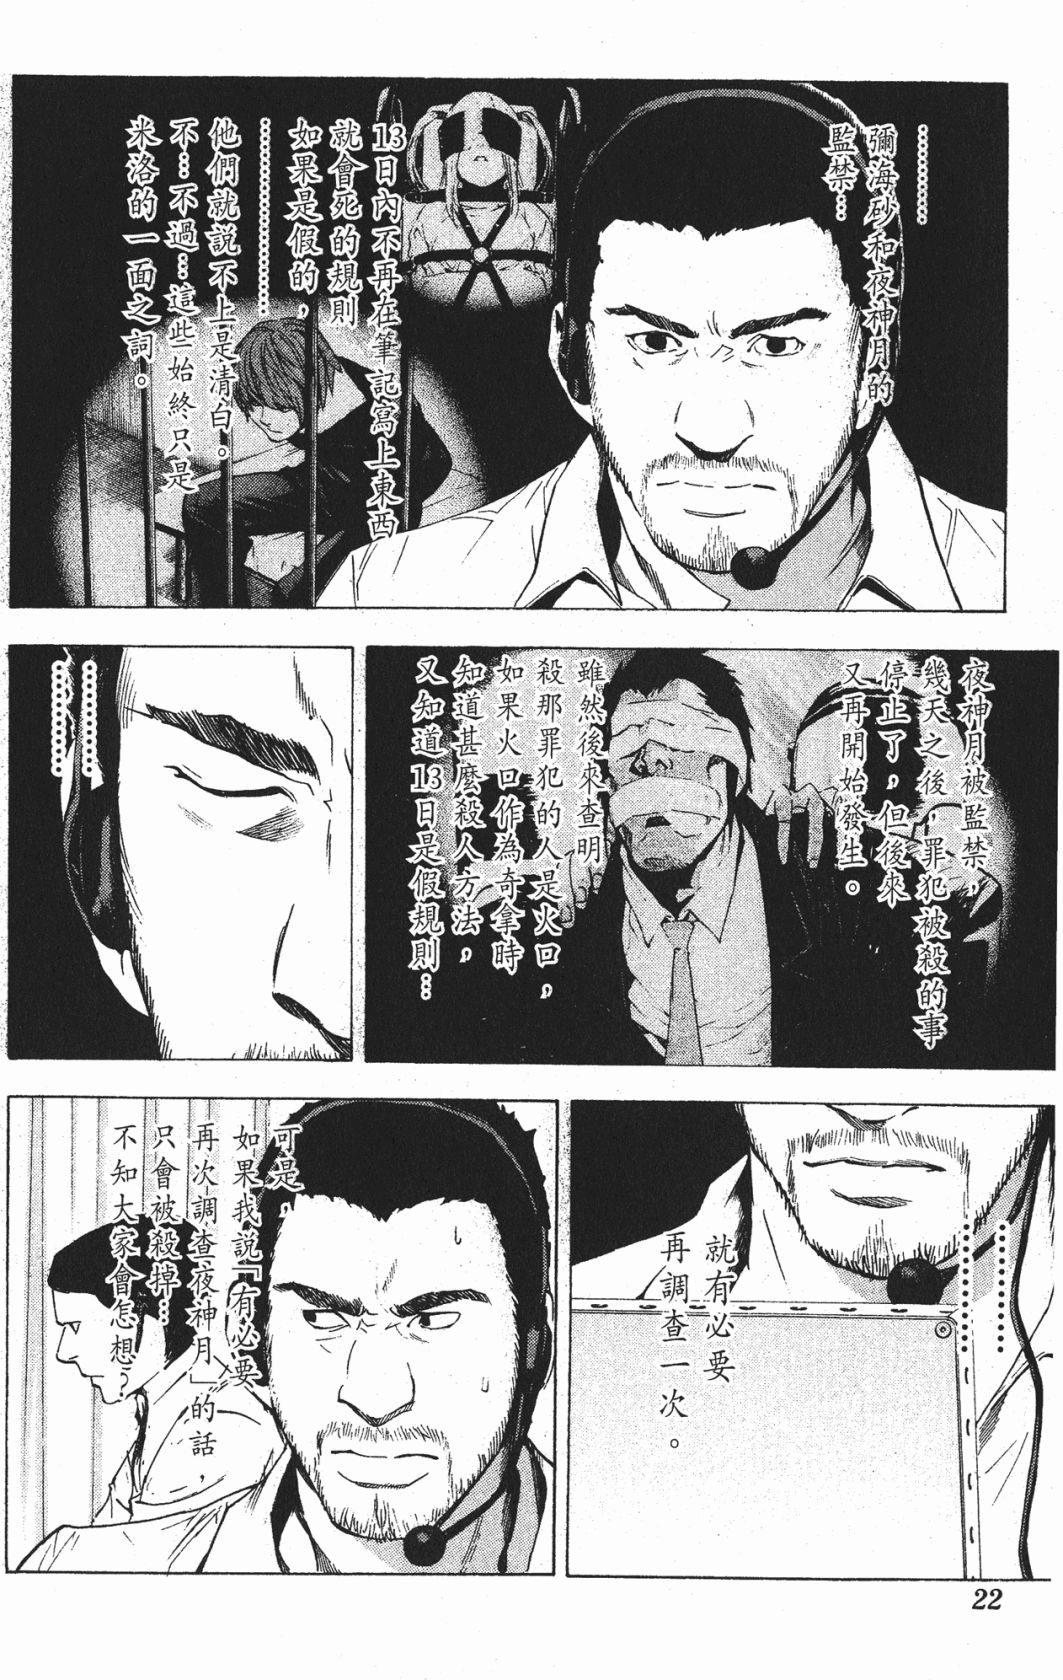 …………
彌海砂和夜神月的
監禁…
13日內不再在筆記寫上東西
就會死的規則
如果是假的，
…………………
他們就說不上是清白。
不…不過…這些始終只是
米洛的一面之詞。
夜神月被監禁，
幾天之後，罪犯被殺的事
停止了，但後來
又再開始發生。
雖然後來查明
殺那罪犯的人是火口，
如果火口作為奇拿時
知道甚麼殺人方法，
又知道13日是假規則…
…………
…………
…………
…………
就有必要
再調查一次。
可是，
如果我說「有必要
再次調查夜神月」的話，
只會被殺掉…
不知大家會怎想？
22